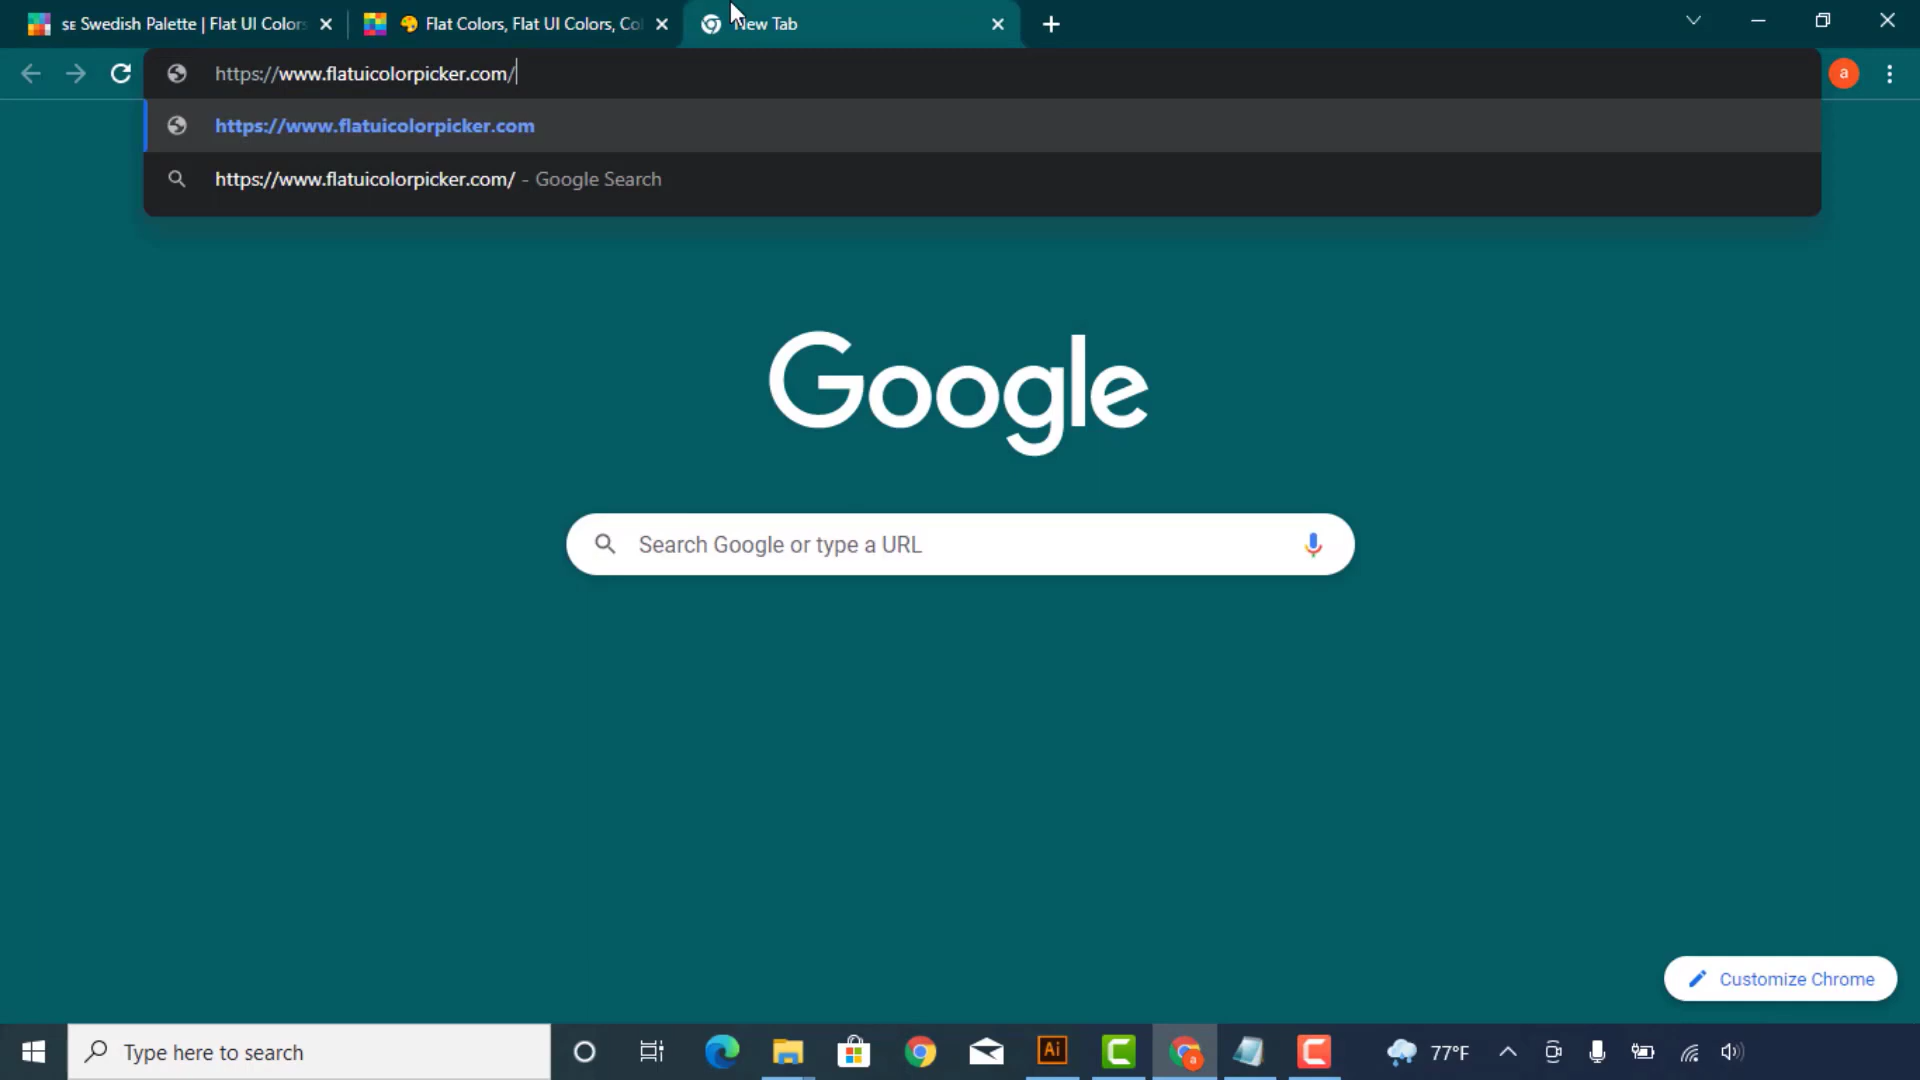 SE Swedish Palette | Flat UI Colors
Flat Colors, Flat UI Colors, Co
New Tab
https://www.flatuicolorpicker.com/
a
https://www.flatuicolorpicker.com
https://www.flatuicolorpicker.com/ - Google Search
Google
Search Google or type a URL
Customize Chrome
Type here to search
Ai
a
77°F